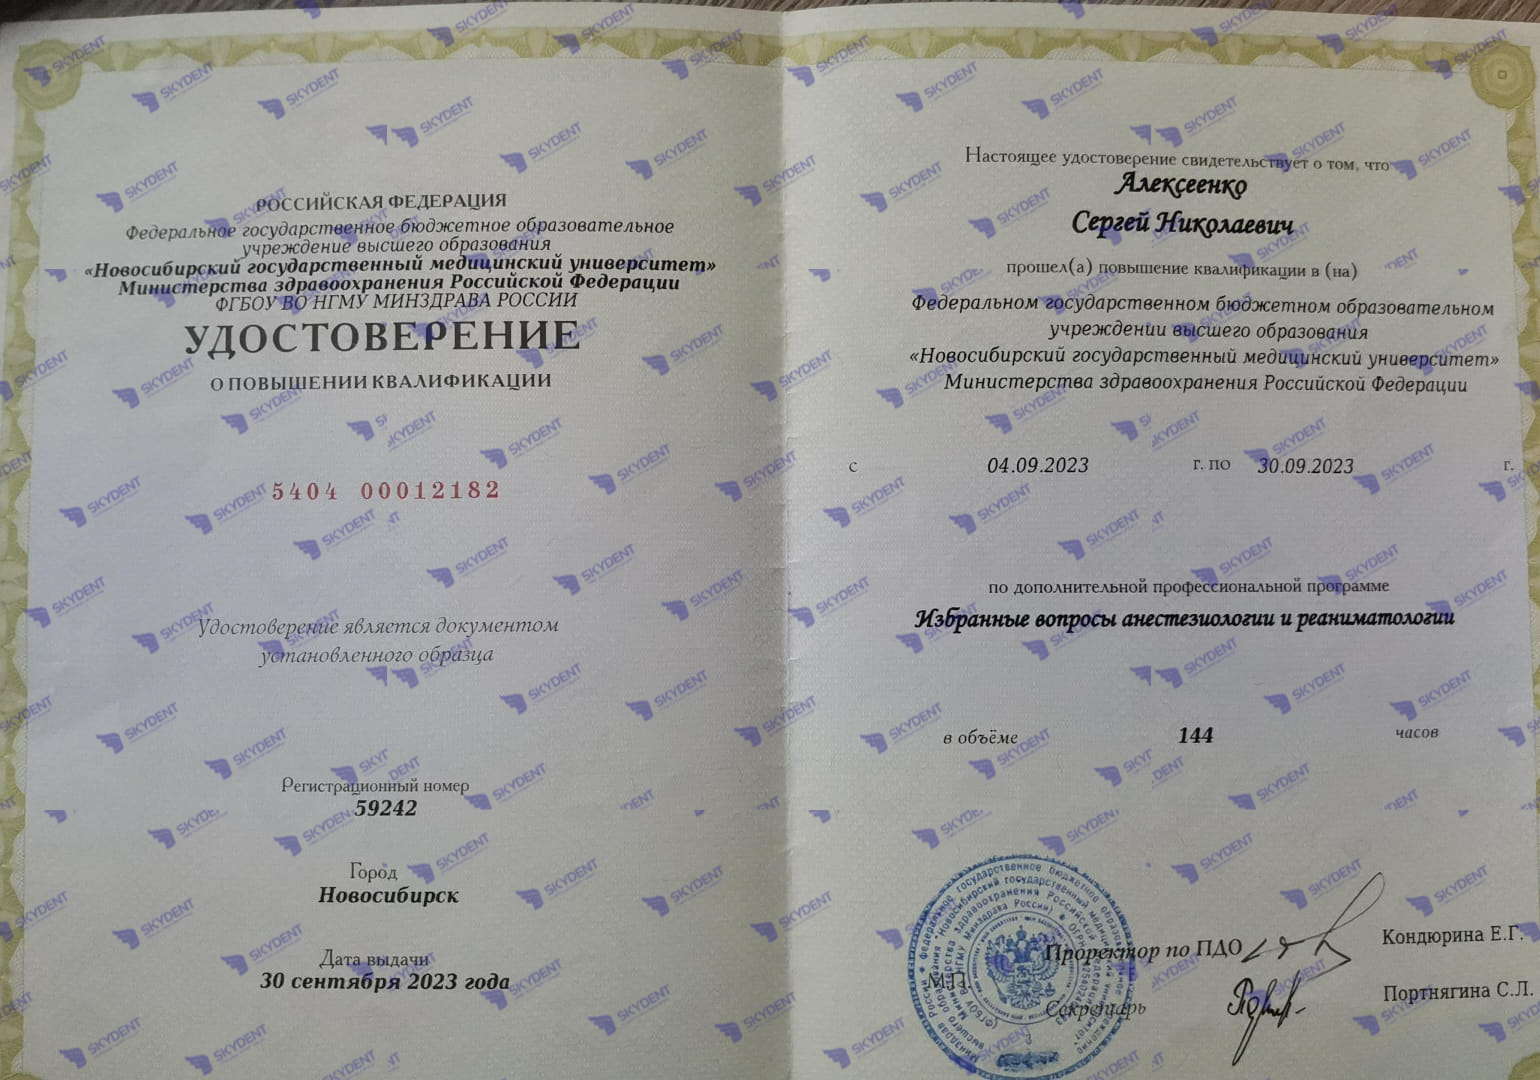 РОССИЙСКАЯ ФЕДЕРАЦИЯ
Федеральное государственное бюджетное образовательное
учреждение высшего образования
«Новосибирский государственный медицинский университет»
Министерства здравоохранения Российской Федерации
ФГБОУ ВО НГМУ МИНЗДРАВА РОССИИ
УДОСТОВЕРЕНИЕ
О ПОВЫШЕНИИ КВАЛИФИКАЦИИ
5404 00012182
Удостоверение является документом
установленного образца
Регистрационный номер
59242
Город
Новосибирск
Дата выдачи
30 сентября 2023 года
Настоящее удостоверение свидетельствует о том, что
Алексеенко
Сергей Николаевич
прошел(а) повышение квалификации в (на)
Федеральном государственном бюджетном образовательном
учреждении высшего образования
«Новосибирский государственный медицинский университет»
Министерства здравоохранения Российской Федерации
с 04.09.2023 г. по 30.09.2023 г.
по дополнительной профессиональной программе
Избранные вопросы анестезиологии и реаниматологии
в объёме 144 часов
Проректор по ПДО Кондюрина Е.Г.
М.П.
Секретарь Портнягина С.Л.
SKYDENT